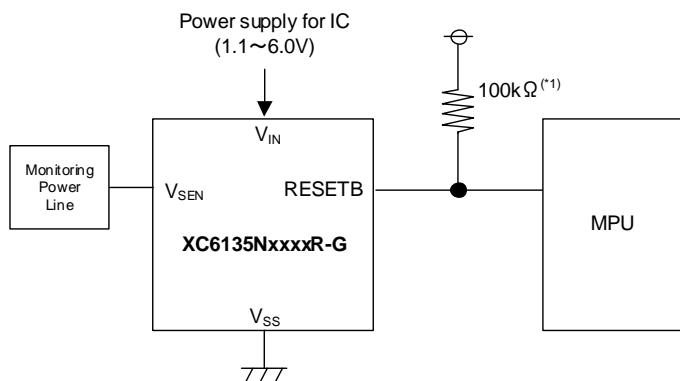 Power supply for IC
(1.1~6.0V)
100kΩ(*1)
VIN
Monitoring
Power
Line
VSEN
RESETB
MPU
XC6135NxxxxR-G
VSS